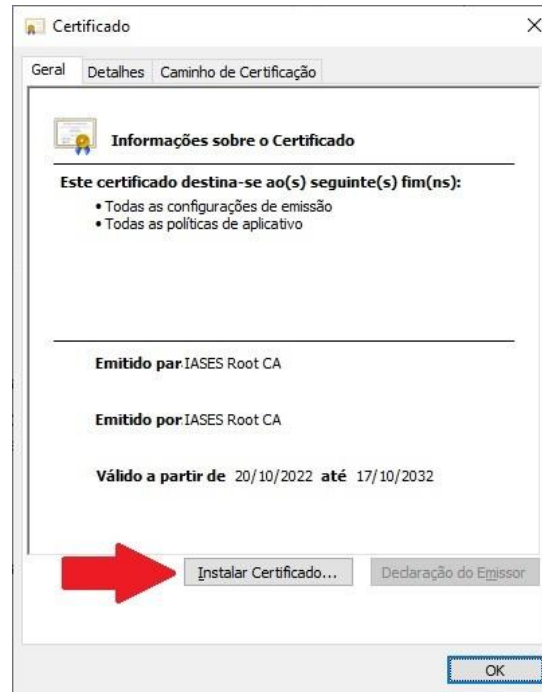 Certificado
Geral Detalhes Caminho de Certificação
Informações sobre o Certificado
Este certificado destina-se ao(s) seguinte(s) fim(ns):
• Todas as configurações de emissão
• Todas as políticas de aplicativo
Emitido par IASES Root CA
Emitido por IASES Root CA
Válido a partir de 20/10/2022 até 17/10/2032
Instalar Certificado... Declaração do Emissor
OK